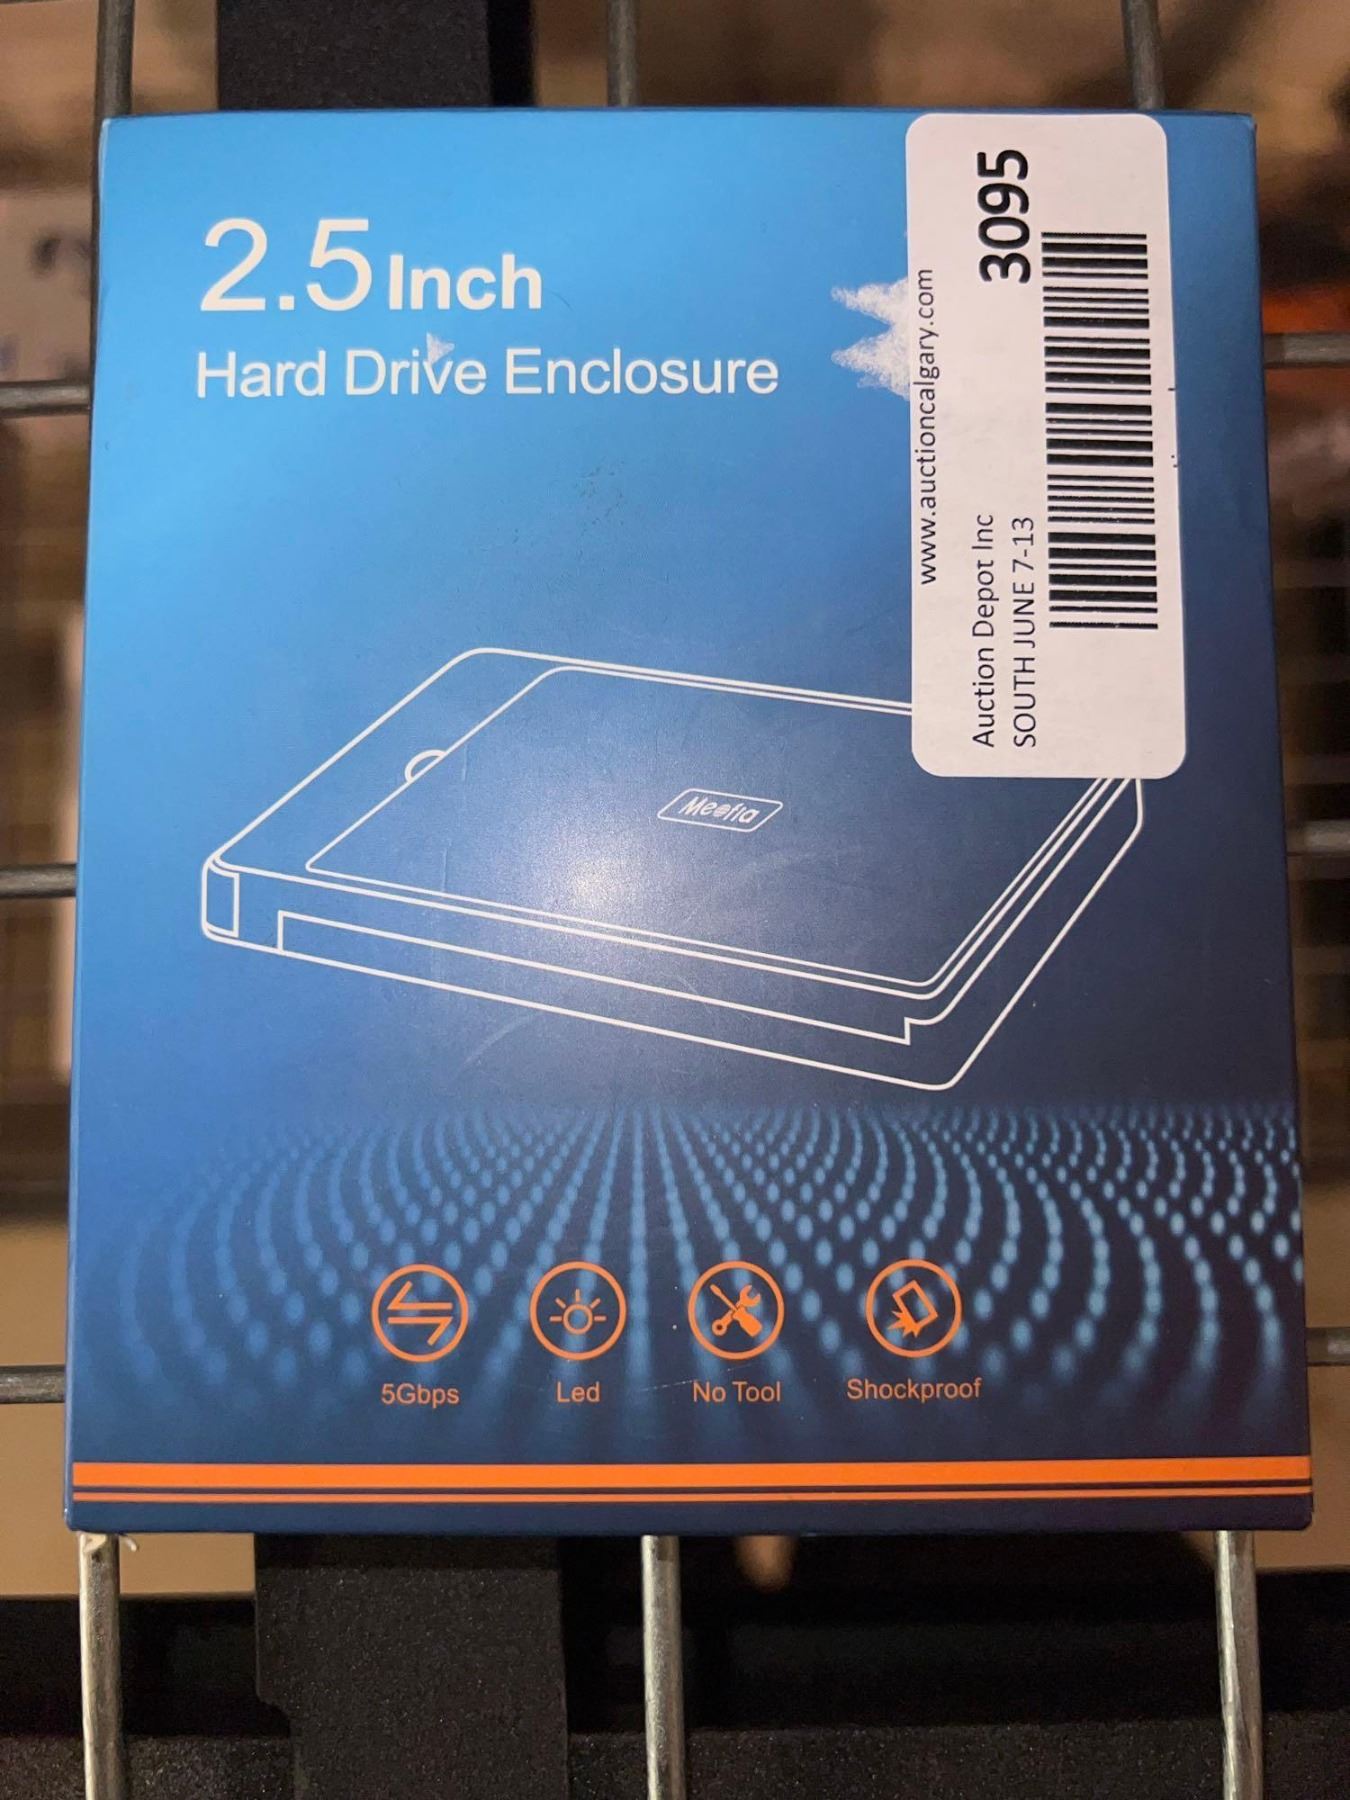 2.5 Inch
Hard Drive Enclosure
3095
www.auctioncalgary.com
Auction Depot Inc
SOUTH JUNE 7-13
5Gbps
Led
No Tool
Shockproof